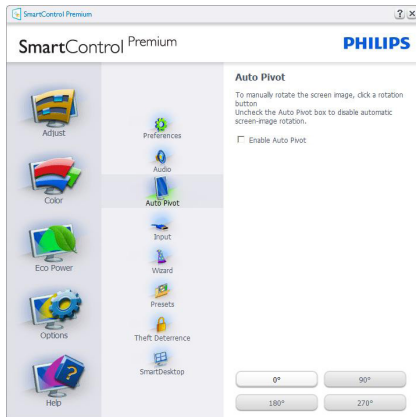 SmartControl Premium
? x
SmartControl Premium
PHILIPS
Adjust
Color
Eco Power
Options
Help
Preferences
Audio
Auto Pivot
Input
Wizard
Presets
Theft Deterrence
SmartDesktop
Auto Pivot
To manually rotate the screen image, click a rotation
button
Uncheck the Auto Pivot box to disable automatic
screen-image rotation.
Enable Auto Pivot
0°
90°
180°
270°